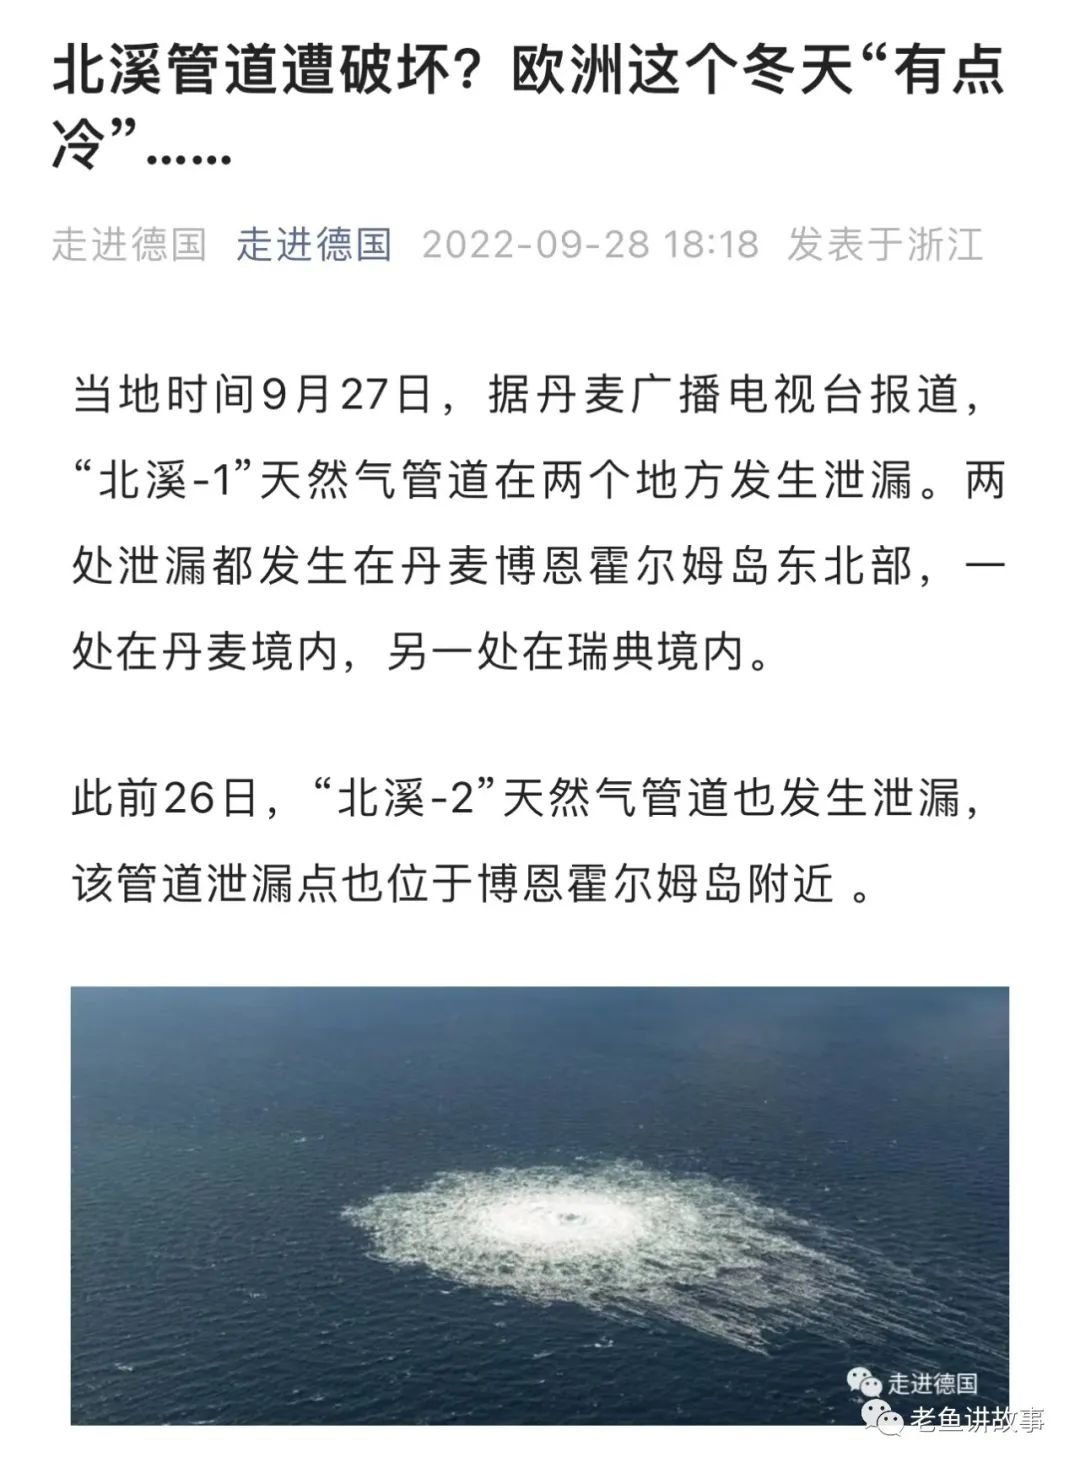 北溪管道遭破坏？欧洲这个冬天“有点
冷”……
走进德国 走进德国 2022-09-28 18:18 发表于浙江
当地时间9月27日，据丹麦广播电视台报道，
“北溪-1”天然气管道在两个地方发生泄漏。两
处泄漏都发生在丹麦博恩霍尔姆岛东北部，一
处在丹麦境内，另一处在瑞典境内。
此前26日，“北溪-2”天然气管道也发生泄漏，
该管道泄漏点也位于博恩霍尔姆岛附近 。
走进德国
老鱼讲故事